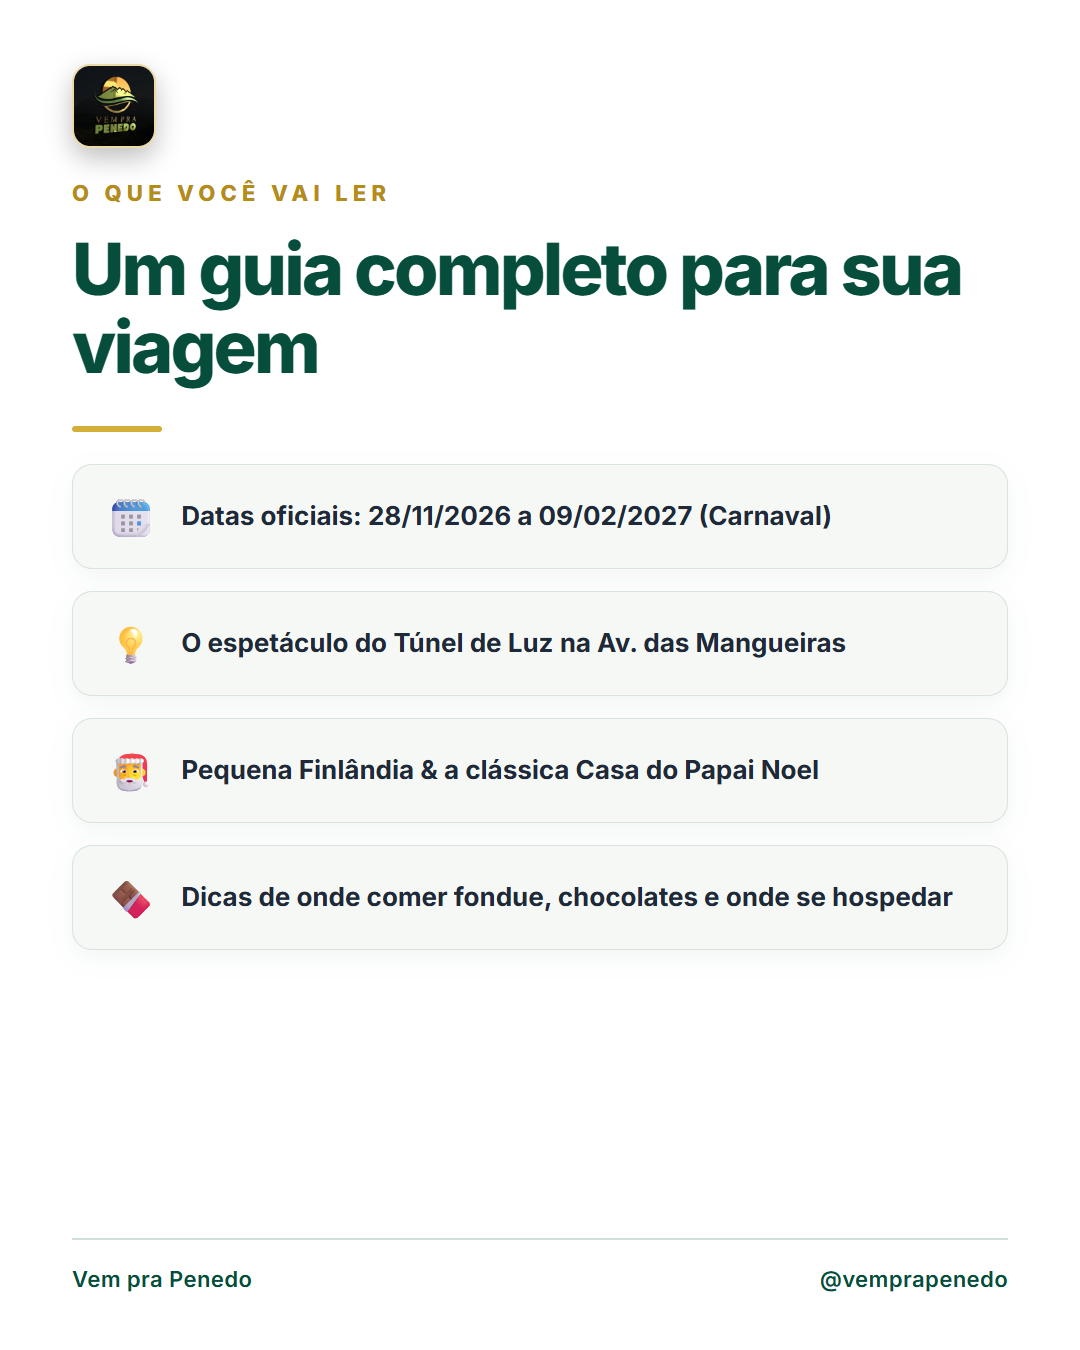 VEM PRA
PENEDO
O QUE VOCÊ VAI LER
Um guia completo para sua
viagem
Datas oficiais: 28/11/2026 a 09/02/2027 (Carnaval)
O espetáculo do Túnel de Luz na Av. das Mangueiras
Pequena Finlândia & a clássica Casa do Papai Noel
Dicas de onde comer fondue, chocolates e onde se hospedar
Vem pra Penedo
@vemprapenedo